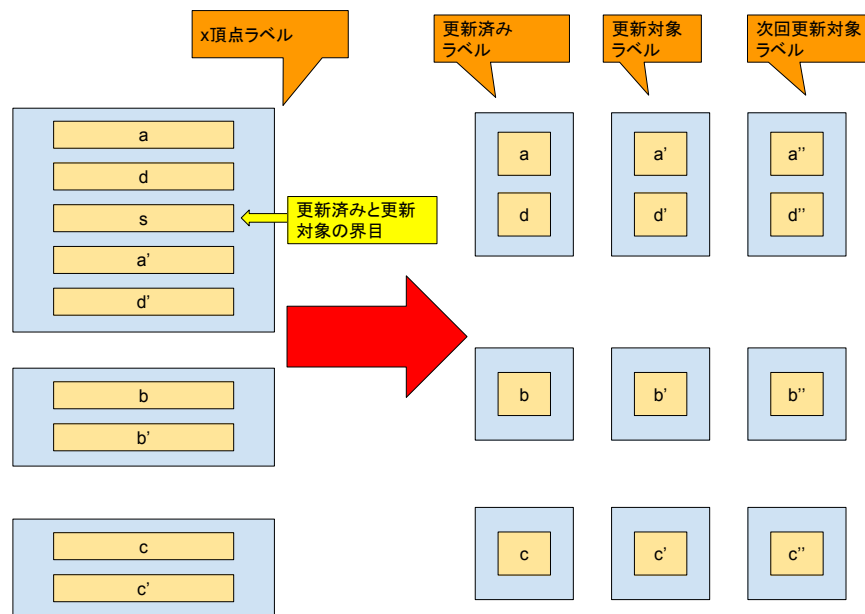 x頂点ラベル
a
d
s
a’
d’
更新済みと更新
対象の界目
b
b’
c
c’
更新済み
ラベル
更新対象
ラベル
次回更新対象
ラベル
a
a’
a’’
d
d’
d’’
b
b’
b’’
c
c’
c’’